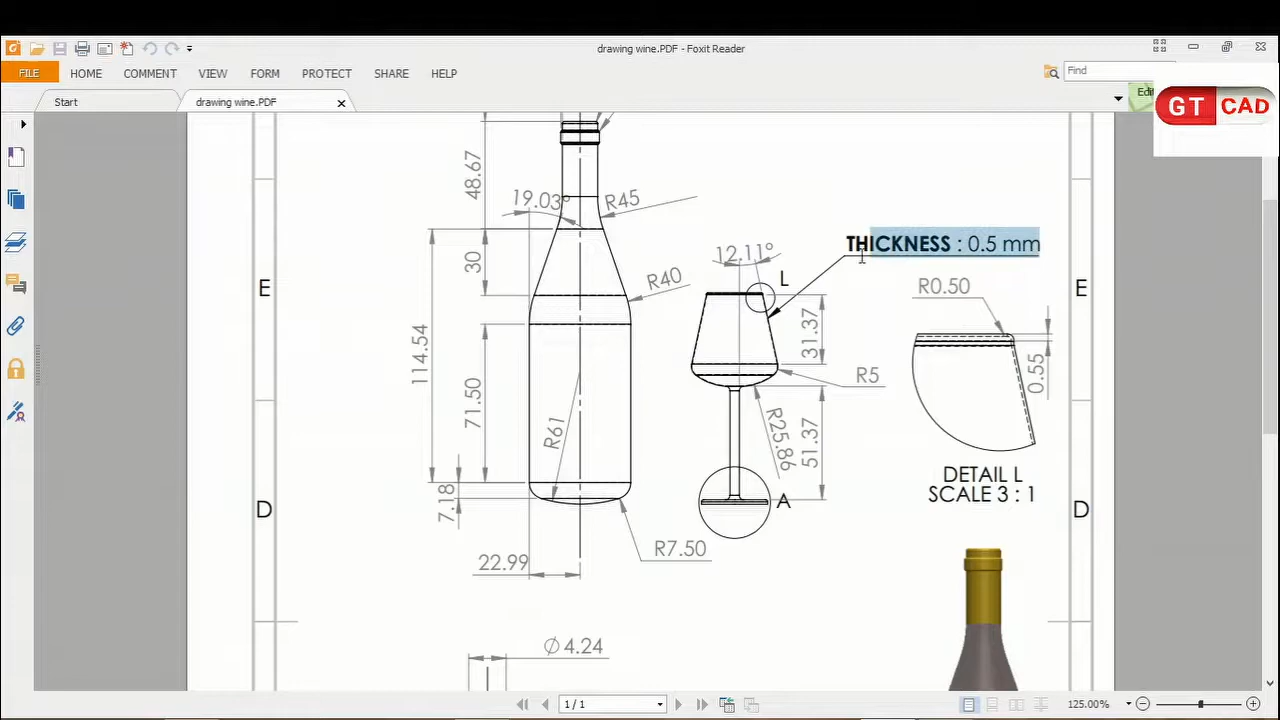 drawing wine.PDF - Foxit Reader
FILE HOME COMMENT VIEW FORM PROTECT SHARE HELP
Find
Start
drawing wine.PDF
GT CAD
48.67
19.03°
R45
THICKNESS : 0.5 mm
12.11°
L
30
R40
R0.50
E
E
31.37
114.54
0.55
R5
71.50
R61
R25.86
51.37
DETAIL L
SCALE 3 : 1
7.18
A
D
D
R7.50
22.99
Ø4.24
1 / 1
125.00%